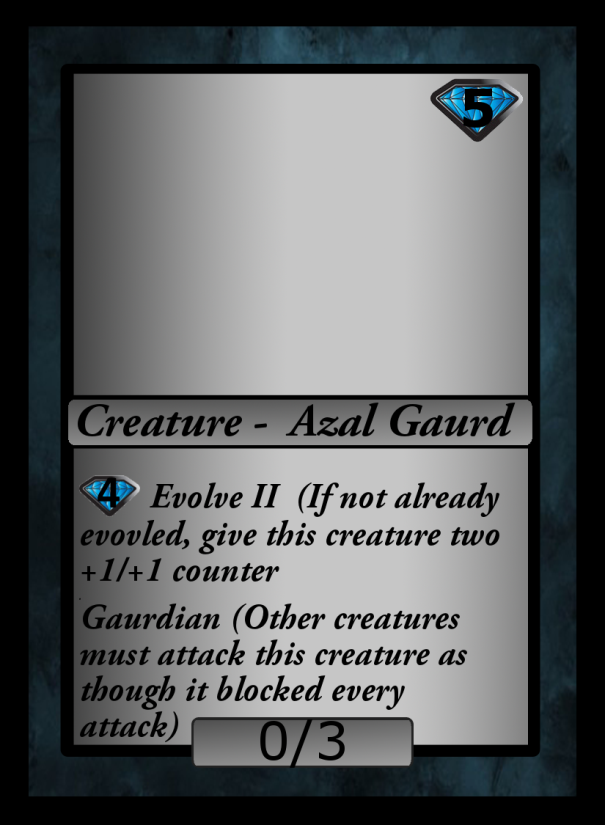 5
Creature - Azal Gaurd
4 Evolve II (If not already
evovled, give this creature two
+1/+1 counter
Gaurdian (Other creatures
must attack this creature as
though it blocked every
attack)
0/3